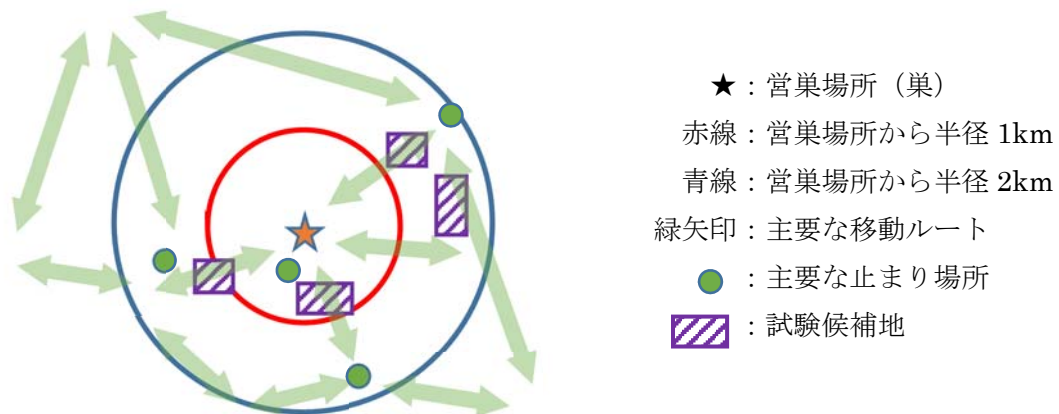 ★：営巣場所（巣）
赤線：営巣場所から半径 1km
青線：営巣場所から半径 2km
緑矢印：主要な移動ルート
：主要な止まり場所
：試験候補地